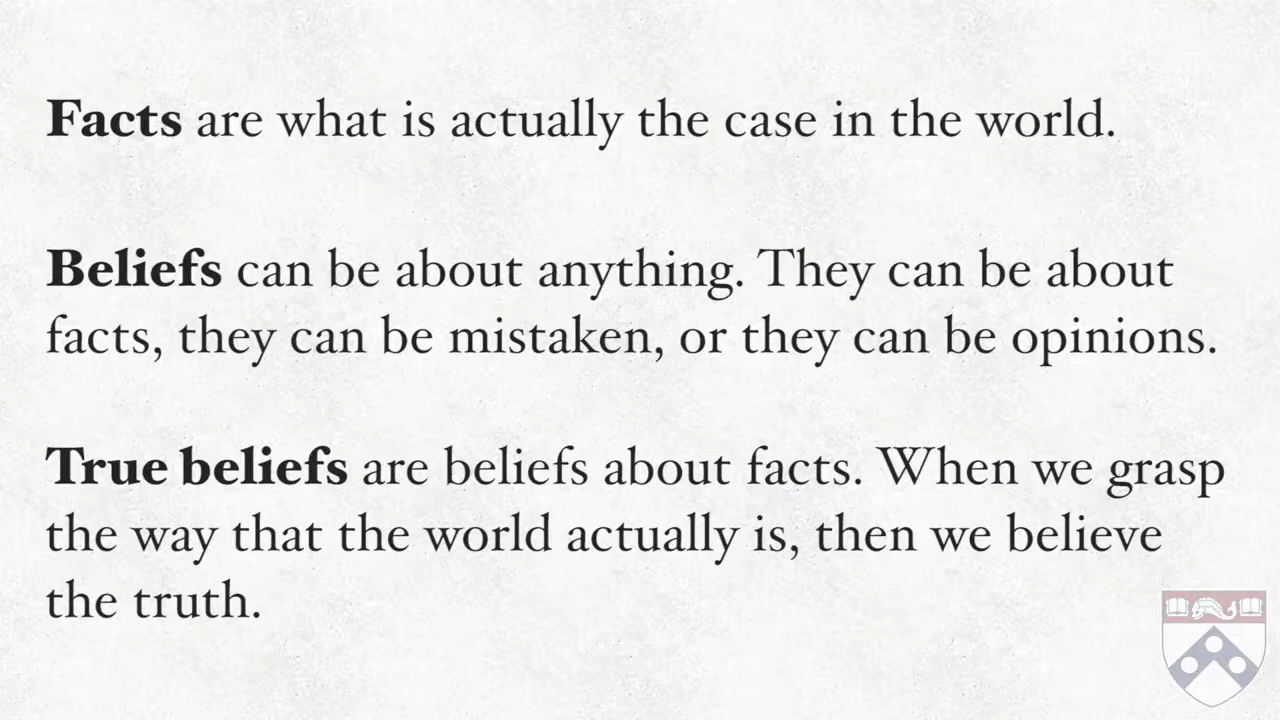 Facts are what is actually the case in the world.
Beliefs can be about anything. They can be about
facts, they can be mistaken, or they can be opinions.
True beliefs are beliefs about facts. When we grasp
the way that the world actually is, then we believe
the truth.